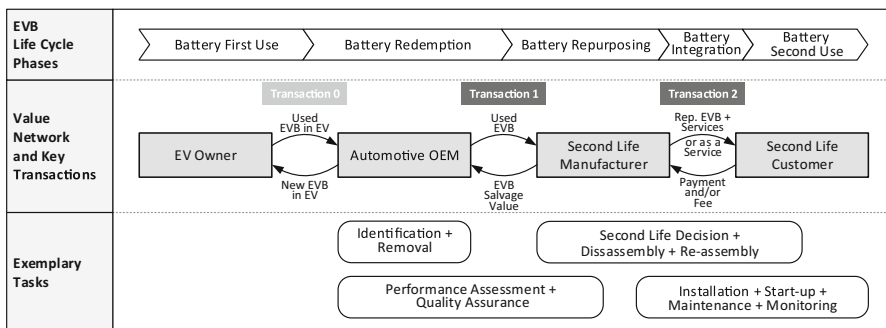 EVB
Life Cycle
Phases
Battery First Use
Battery Redemption
Battery Repurposing
Battery
Integration
Battery
Second Use
Value
Network
and Key
Transactions
Transaction 0
Transaction 1
Transaction 2
Used
EVB in EV
Used
EVB
Rep. EVB +
Services
or as a
Service
EV Owner
Automotive OEM
Second Life
Manufacturer
Second Life
Customer
New EVB
in EV
EVB
Salvage
Value
Payment
and/or
Fee
Exemplary
Tasks
Identification +
Removal
Second Life Decision +
Dissassembly + Re-assembly
Performance Assessment +
Quality Assurance
Installation + Start-up +
Maintenance + Monitoring